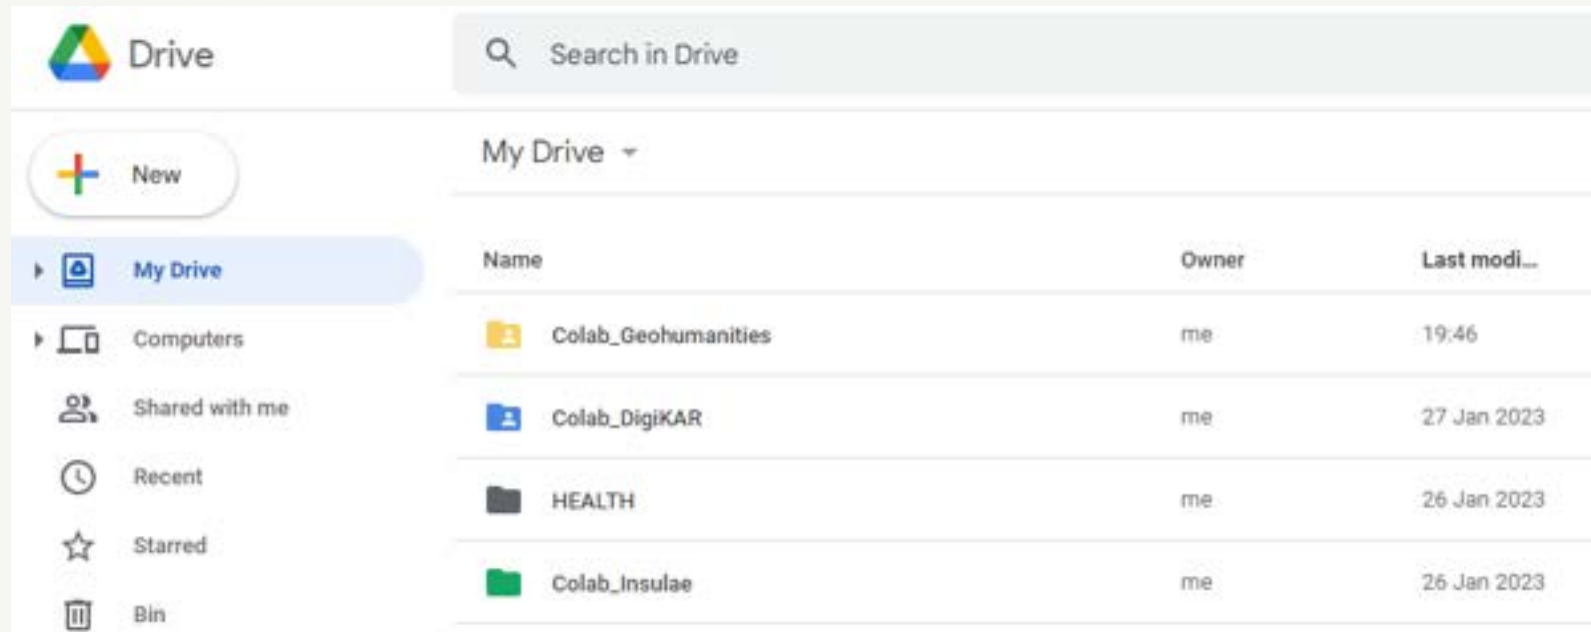 Drive
Search in Drive
New
My Drive
Computers
Shared with me
Recent
Starred
Bin
My Drive
Name Owner Last modi...
Colab_Geohumanities me 19:46
Colab_DigiKAR me 27 Jan 2023
HEALTH me 26 Jan 2023
Colab_Insulae me 26 Jan 2023